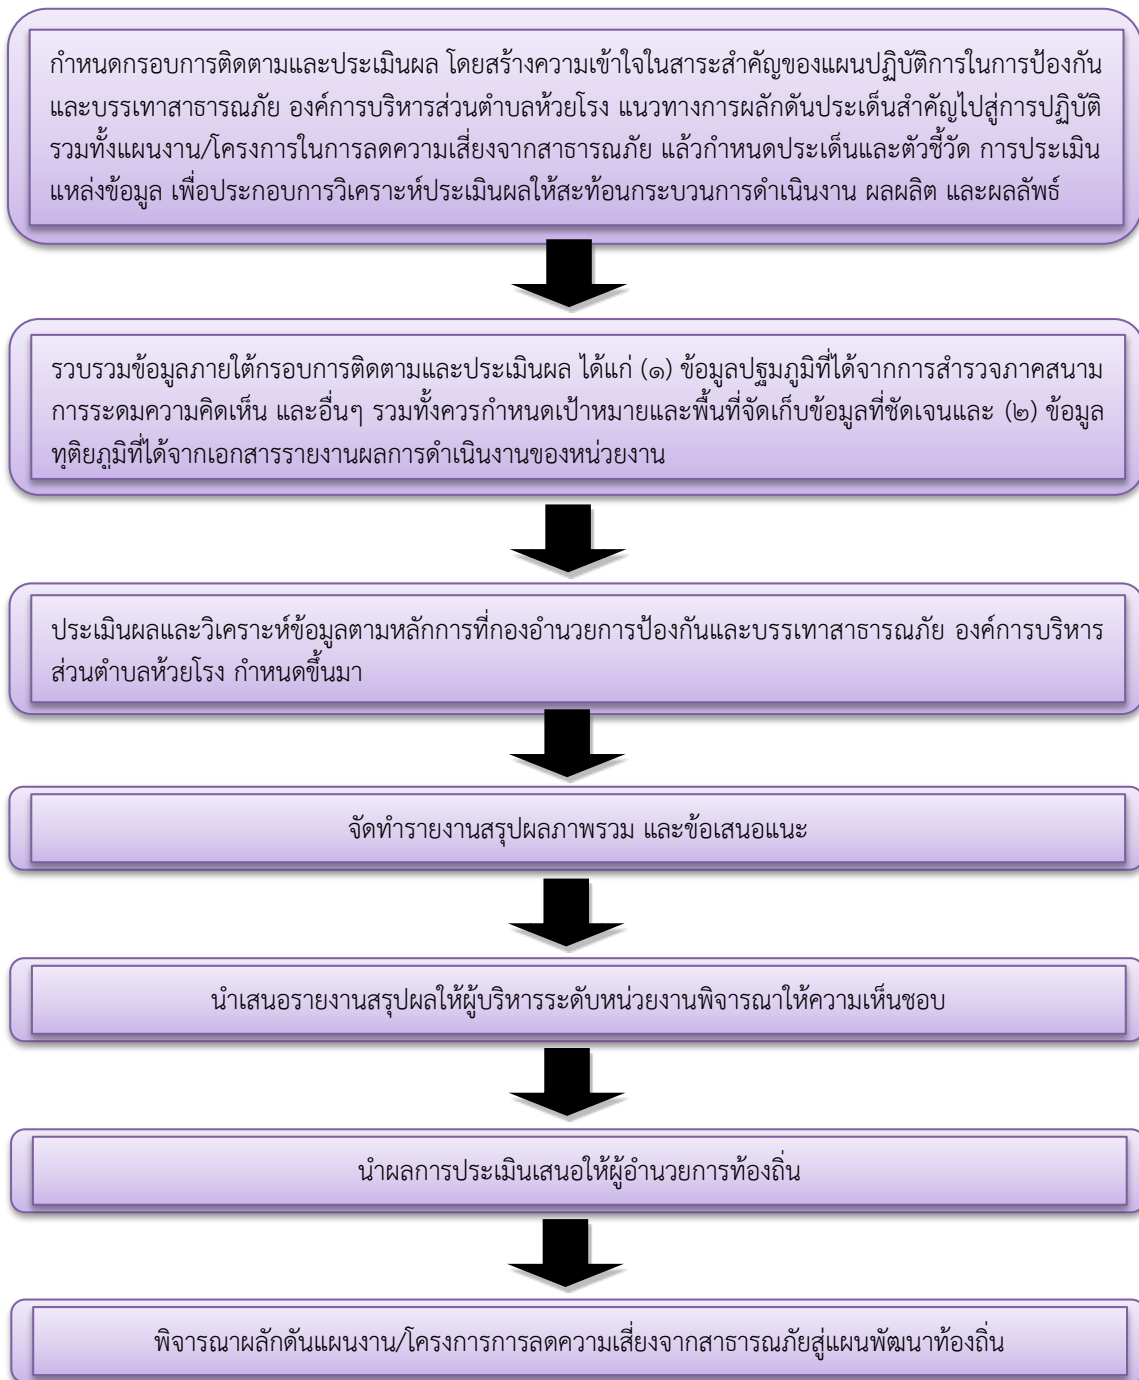 กำหนดกรอบการติดตามและประเมินผล โดยสร้างความเข้าใจในสาระสำคัญของแผนปฏิบัติการในการป้องกัน
และบรรเทาสาธารณภัย องค์การบริหารส่วนตำบลห้วยโรง แนวทางการผลักดันประเด็นสำคัญไปสู่การปฏิบัติ
รวมทั้งแผนงาน/โครงการในการลดความเสี่ยงจากสาธารณภัย แล้วกำหนดประเด็นและตัวชี้วัด การประเมิน
แหล่งข้อมูล เพื่อประกอบการวิเคราะห์ประเมินผลให้สะท้อนกระบวนการดำเนินงาน ผลผลิต และผลลัพธ์
รวบรวมข้อมูลภายใต้กรอบการติดตามและประเมินผล ได้แก่ (๑) ข้อมูลปฐมภูมิที่ได้จากการสำรวจภาคสนาม
การระดมความคิดเห็น และอื่นๆ รวมทั้งควรกำหนดเป้าหมายและพื้นที่จัดเก็บข้อมูลที่ชัดเจนและ (๒) ข้อมูล
ทุติยภูมิที่ได้จากเอกสารรายงานผลการดำเนินงานของหน่วยงาน
ประเมินผลและวิเคราะห์ข้อมูลตามหลักการที่กองอำนวยการป้องกันและบรรเทาสาธารณภัย องค์การบริหาร
ส่วนตำบลห้วยโรง กำหนดขึ้นมา
จัดทำรายงานสรุปผลภาพรวม และข้อเสนอแนะ
นำเสนอรายงานสรุปผลให้ผู้บริหารระดับหน่วยงานพิจารณาให้ความเห็นชอบ
นำผลการประเมินเสนอให้ผู้อำนวยการท้องถิ่น
พิจารณาผลักดันแผนงาน/โครงการการลดความเสี่ยงจากสาธารณภัยสู่แผนพัฒนาท้องถิ่น